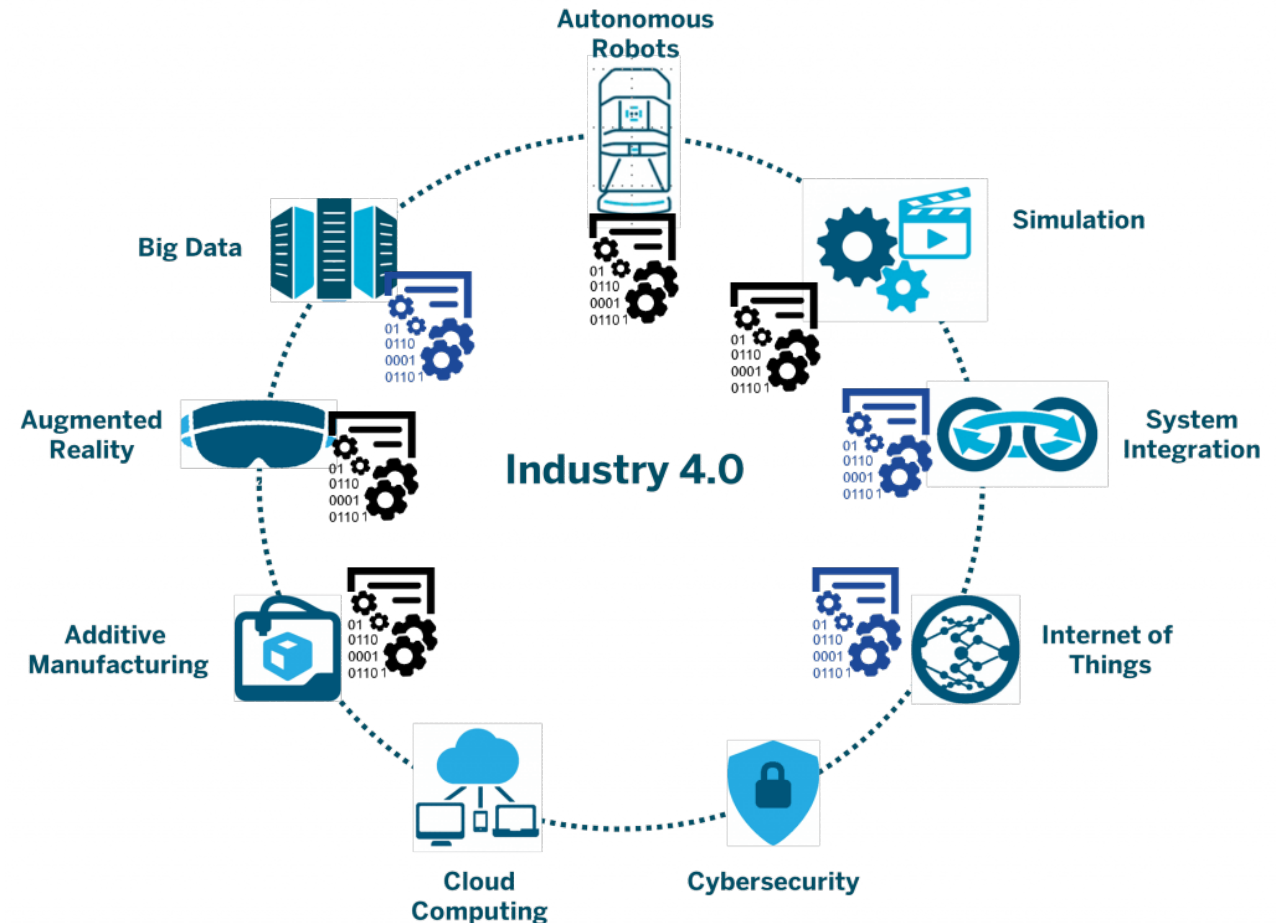 Autonomous
Robots
Simulation
Big Data
01
0110
0001
0110 1
01
0110
0001
0110 1
01
0110
0001
0110 1
Augmented
Reality
01
0110
0001
0110 1
Industry 4.0
01
0110
0001
0110 1
System
Integration
Additive
Manufacturing
01
0110
0001
0110 1
01
0110
0001
0110 1
Internet of
Things
Cloud
Computing
Cybersecurity